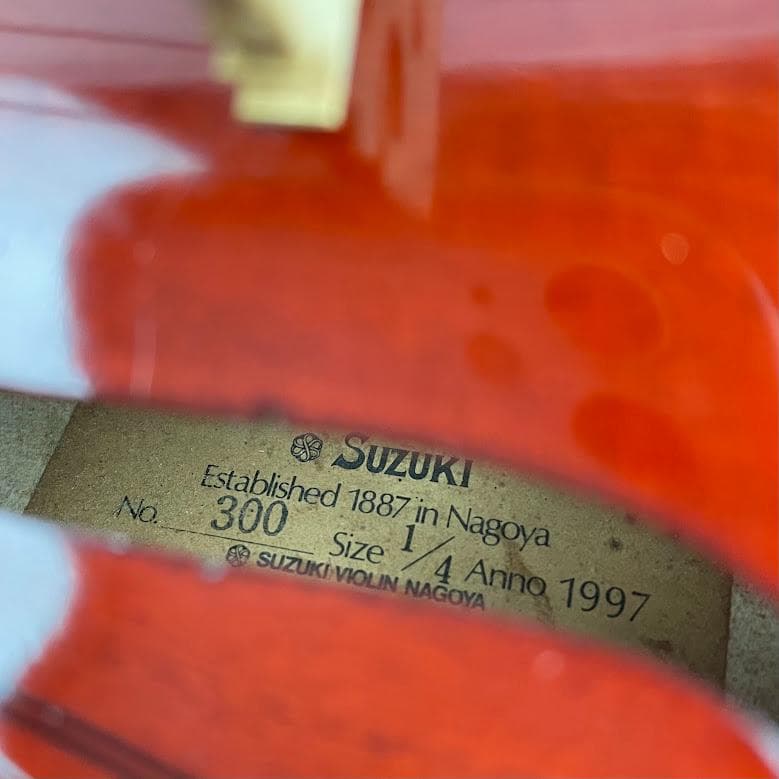 SUZUKI
Established 1887 in Nagoya
No. 300 Size 1/4 Anno 1997
SUZUKI VIOLIN NAGOYA